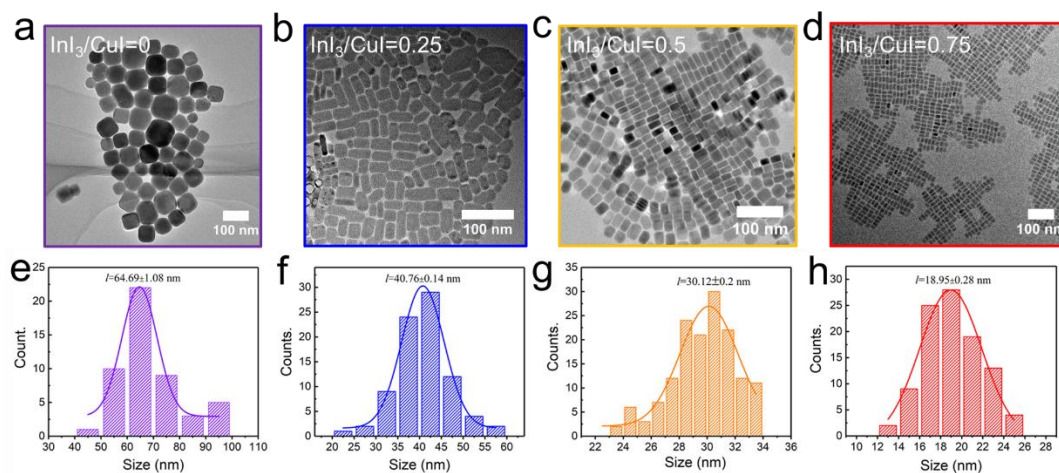 a
InI₃/CuI=0
100 nm
b
InI₃/CuI=0.25
100 nm
c
InI₃/CuI=0.5
100 nm
d
InI₃/CuI=0.75
100 nm
e
l=64.69±1.08 nm
Count.
25
20
15
10
5
0
30 40 50 60 70 80 90 100 110
Size (nm)
f
l=40.76±0.14 nm
Counts.
35
30
25
20
15
10
5
0
20 25 30 35 40 45 50 55 60
Size (nm)
g
l=30.12±0.2 nm
Counts.
35
30
25
20
15
10
5
0
22 24 26 28 30 32 34 36
Size (nm)
h
l=18.95±0.28 nm
Counts.
30
25
20
15
10
5
0
10 12 14 16 18 20 22 24 26 28
Size (nm)